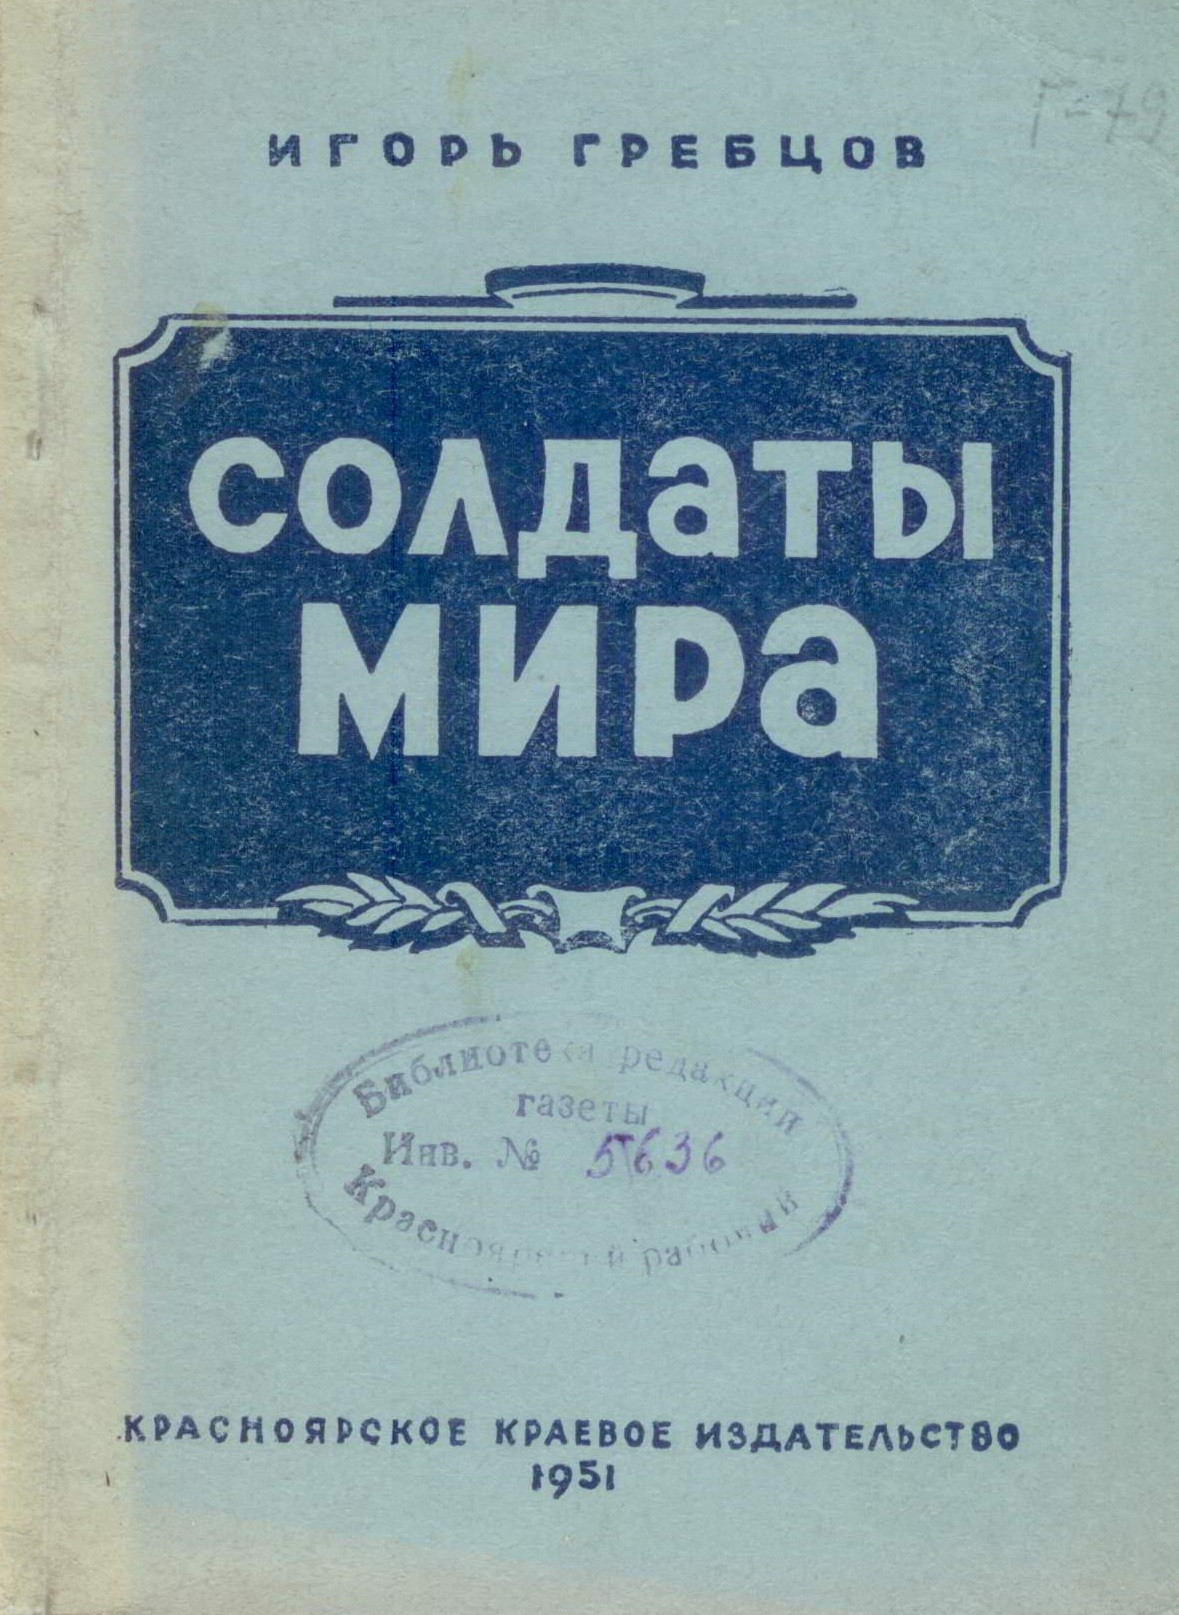 Г-79
ИГОРЬ ГРЕБЦОВ
СОЛДАТЫ
МИРА
Библиотека редакции
газеты
Инв. № 5636
Красноярский рабочий
КРАСНОЯРСКОЕ КРАЕВОЕ ИЗДАТЕЛЬСТВО
1951